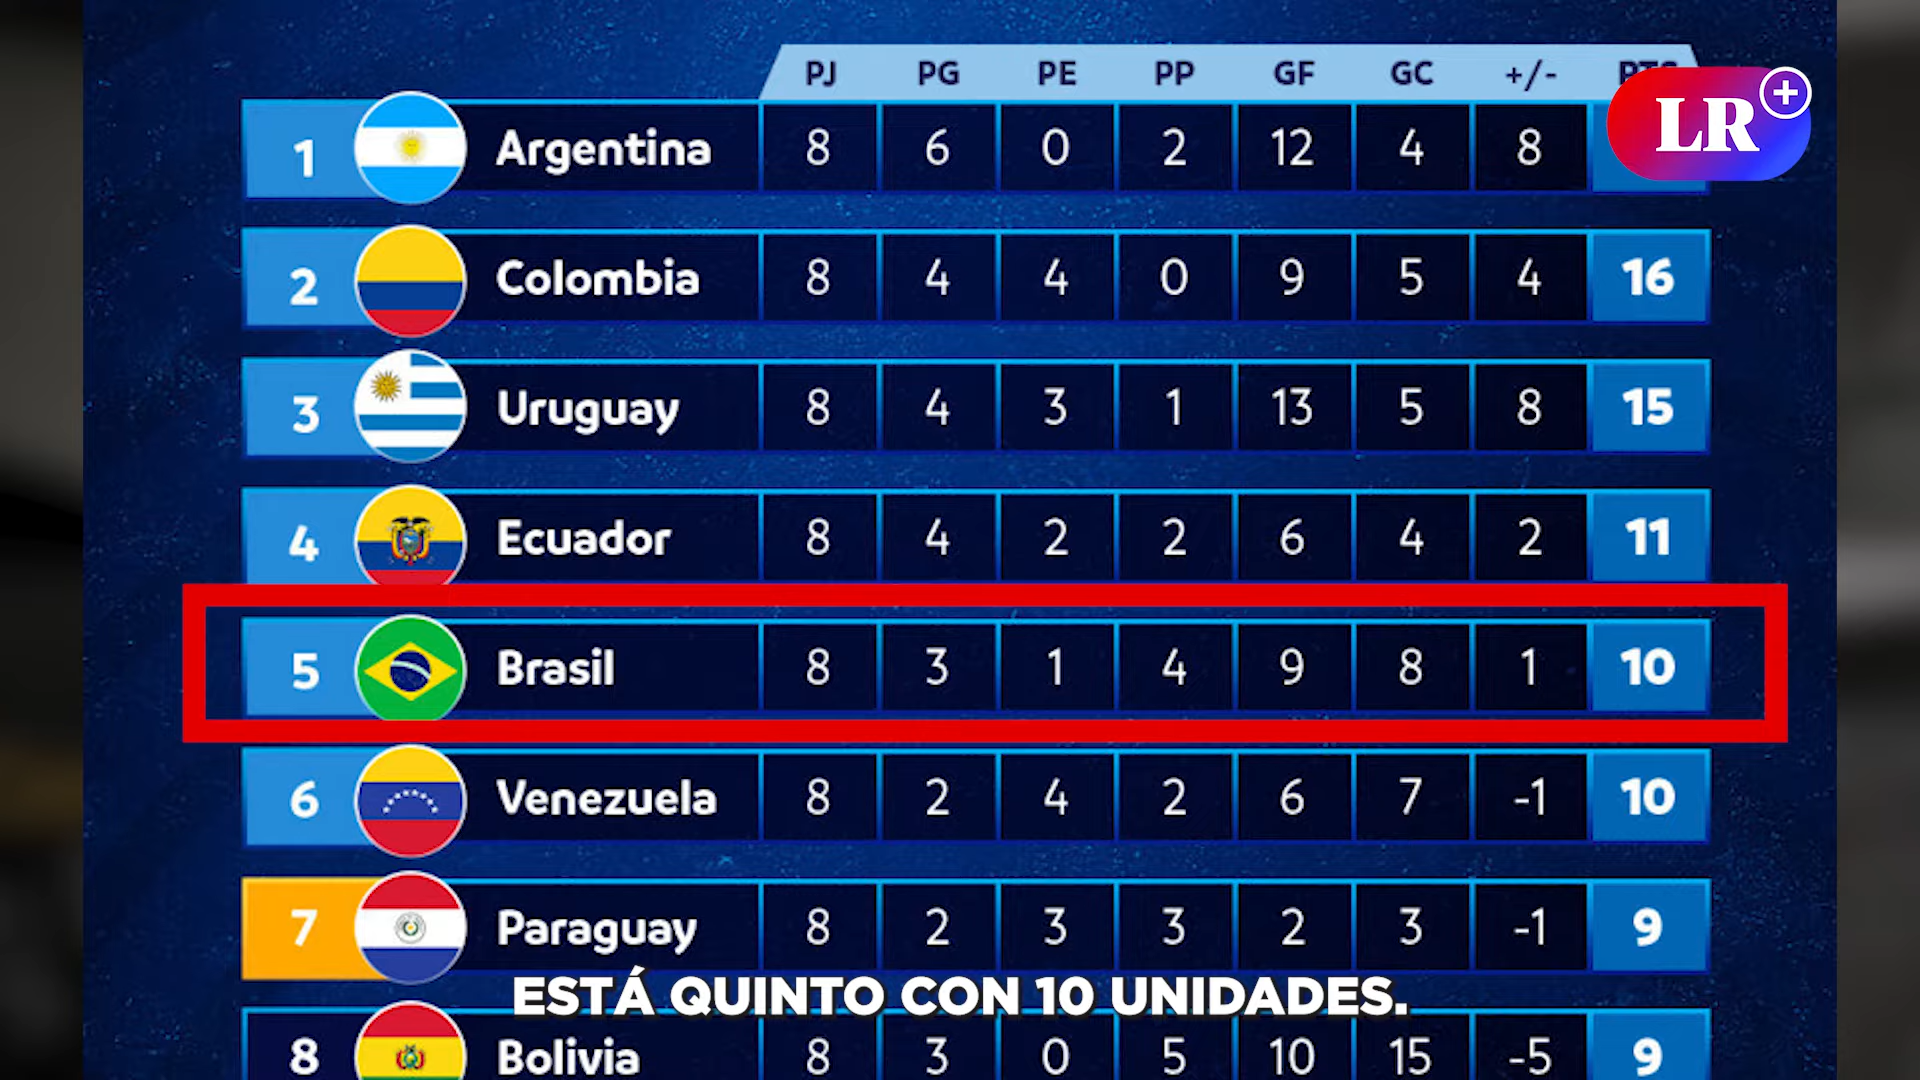 PJ PG PE PP GF GC +/- PTS
LR+
1 Argentina 8 6 0 2 12 4 8
2 Colombia 8 4 4 0 9 5 4 16
3 Uruguay 8 4 3 1 13 5 8 15
4 Ecuador 8 4 2 2 6 4 2 11
5 Brasil 8 3 1 4 9 8 1 10
6 Venezuela 8 2 4 2 6 7 -1 10
7 Paraguay 8 2 3 3 2 3 -1 9
ESTÁ QUINTO CON 10 UNIDADES.
8 Bolivia 8 3 0 5 10 15 -5 9